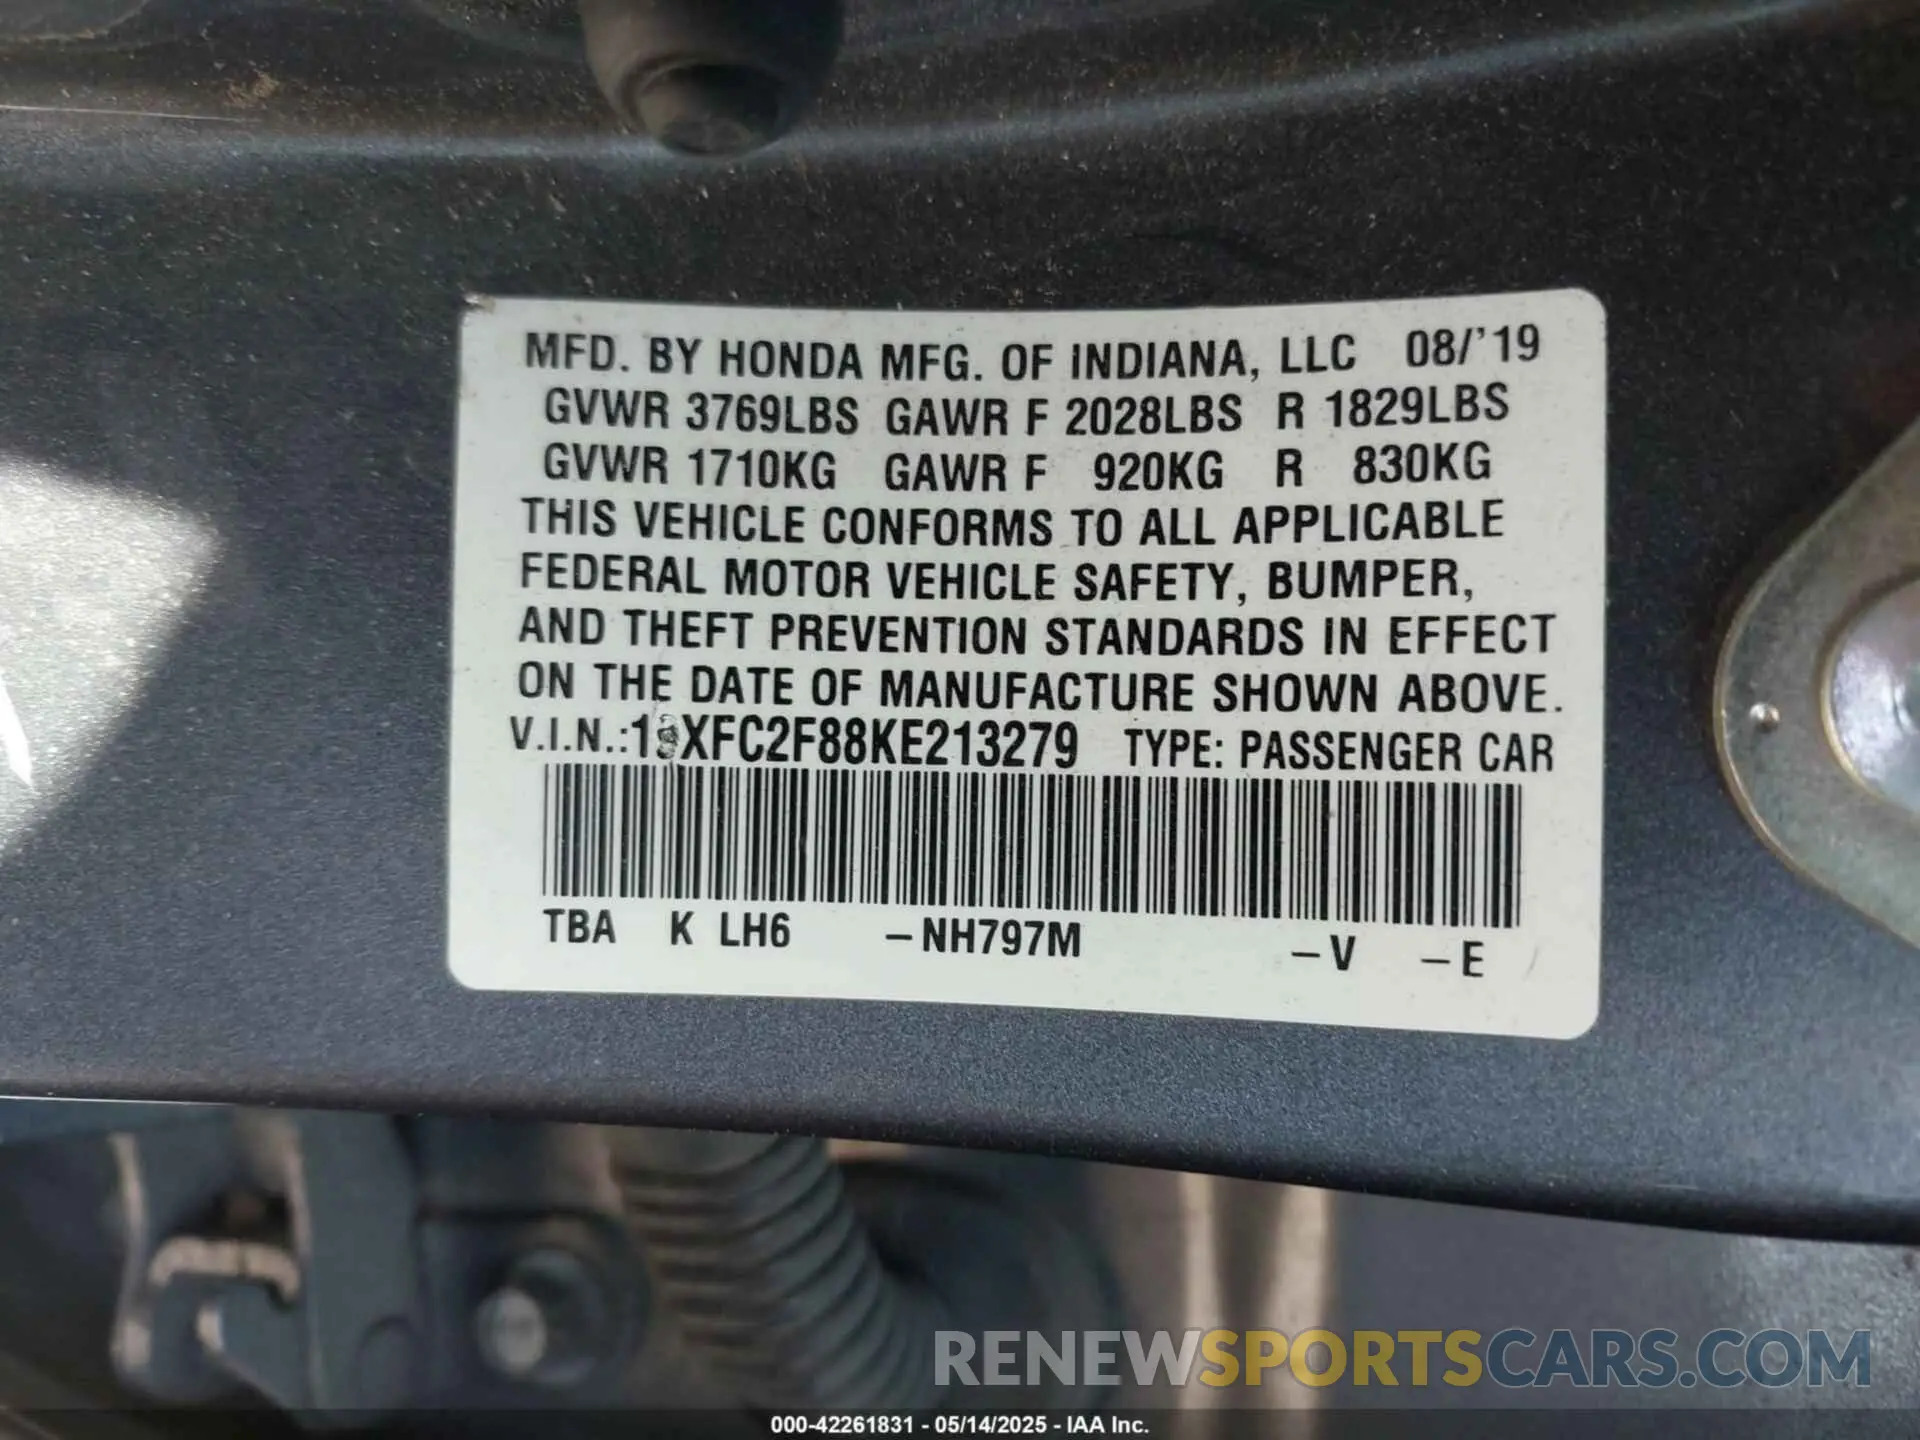 MFD. BY HONDA MFG. OF INDIANA, LLC 08/'19
GVWR 3769LBS GAWR F 2028LBS R 1829LBS
GVWR 1710KG GAWR F 920KG R 830KG
THIS VEHICLE CONFORMS TO ALL APPLICABLE
FEDERAL MOTOR VEHICLE SAFETY, BUMPER,
AND THEFT PREVENTION STANDARDS IN EFFECT
ON THE DATE OF MANUFACTURE SHOWN ABOVE.
V.I.N.: TYPE: PASSENGER CAR
TBA K LH6 –NH797M –V –E
RENEWSPORTSCARS.COM
000-42261831 - 05/14/2025 - IAA Inc.